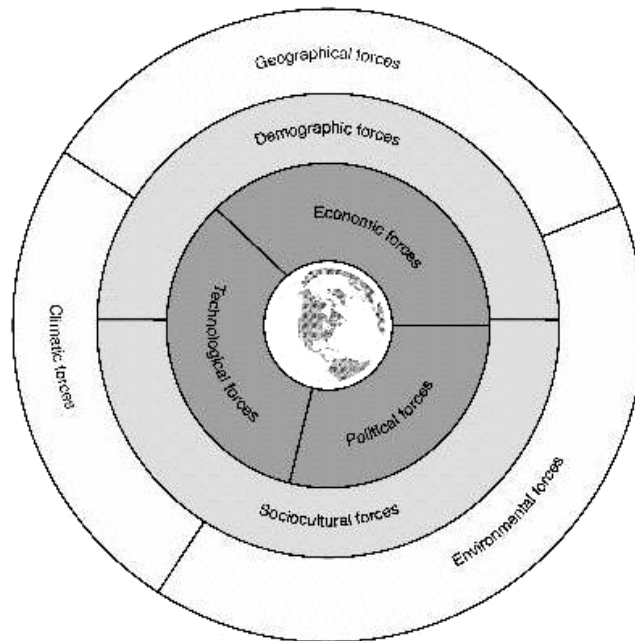 Geographical forces
Demographic forces
Economic forces
Technological forces
Climatic forces
Political forces
Sociocultural forces
Environmental forces